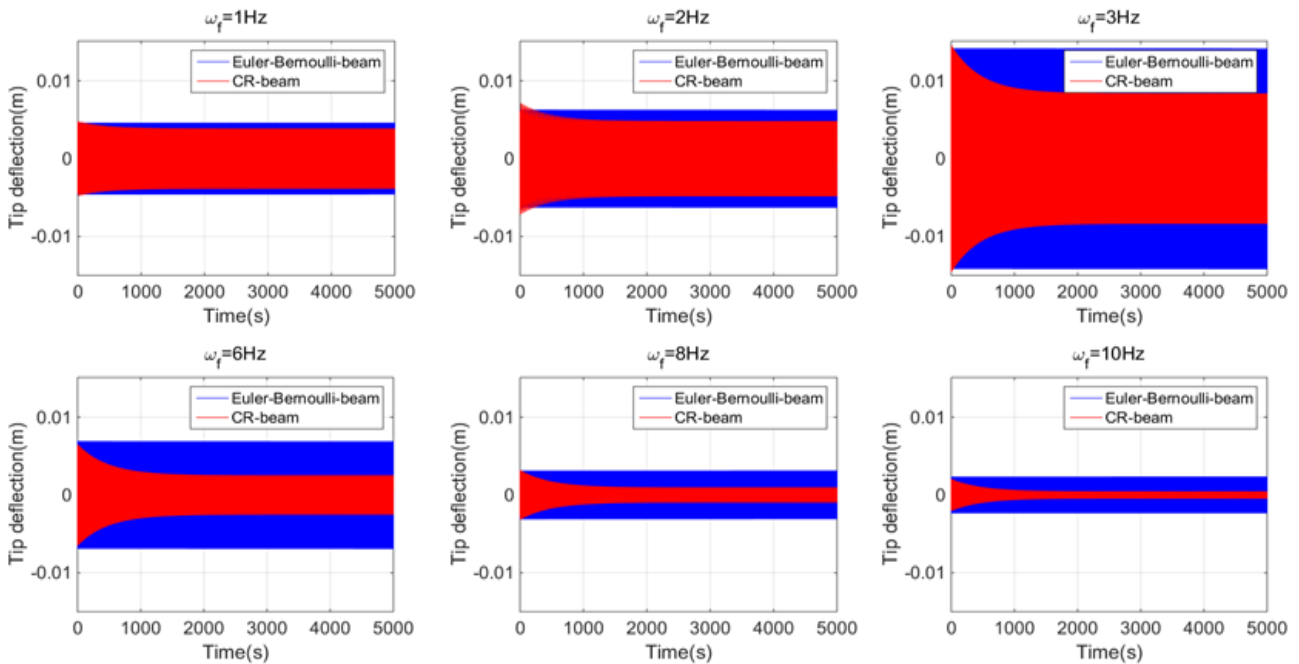 ω_f=1Hz
Euler-Bernoulli-beam
CR-beam
Tip deflection(m)
0.01
0
-0.01
0 1000 2000 3000 4000 5000
Time(s)
ω_f=2Hz
Euler-Bernoulli-beam
CR-beam
Tip deflection(m)
0.01
0
-0.01
0 1000 2000 3000 4000 5000
Time(s)
ω_f=3Hz
Euler-Bernoulli-beam
CR-beam
Tip deflection(m)
0.01
0
-0.01
0 1000 2000 3000 4000 5000
Time(s)
ω_f=6Hz
Euler-Bernoulli-beam
CR-beam
Tip deflection(m)
0.01
0
-0.01
0 1000 2000 3000 4000 5000
Time(s)
ω_f=8Hz
Euler-Bernoulli-beam
CR-beam
Tip deflection(m)
0.01
0
-0.01
0 1000 2000 3000 4000 5000
Time(s)
ω_f=10Hz
Euler-Bernoulli-beam
CR-beam
Tip deflection(m)
0.01
0
-0.01
0 1000 2000 3000 4000 5000
Time(s)